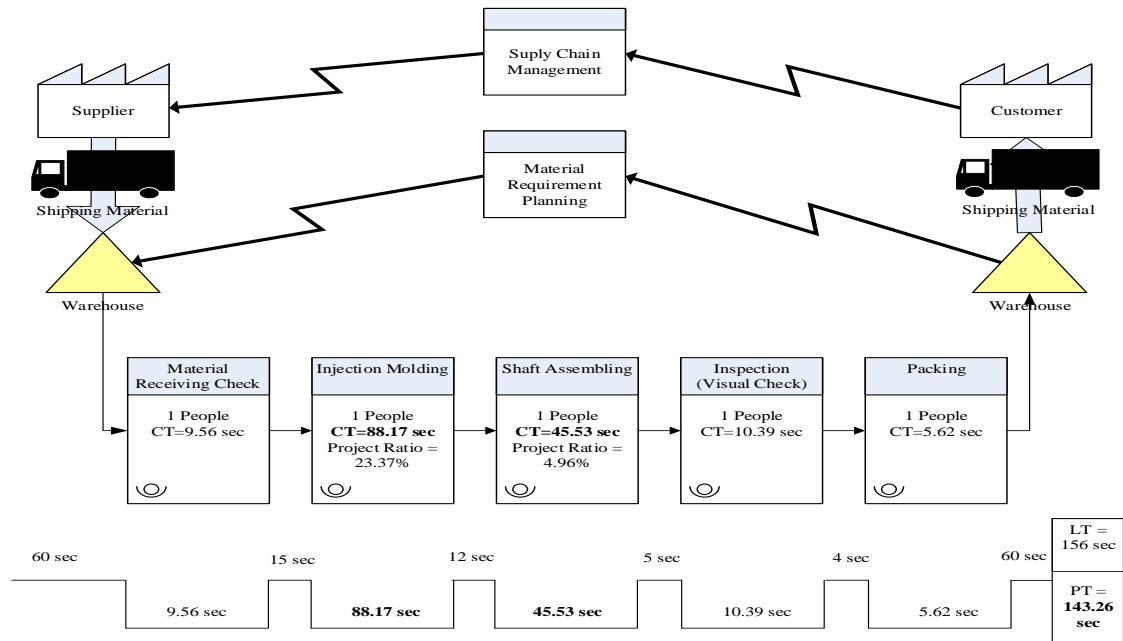 Suply Chain
Management
Supplier
Customer
Material
Requirement
Planning
Shipping Material
Shipping Material
Warehouse
Warehouse
Material
Receiving Check
1 People
CT=9.56 sec
Injection Molding
1 People
CT=88.17 sec
Project Ratio =
23.37%
Shaft Assembling
1 People
CT=45.53 sec
Project Ratio =
4.96%
Inspection
(Visual Check)
1 People
CT=10.39 sec
Packing
1 People
CT=5.62 sec
60 sec
15 sec
12 sec
5 sec
4 sec
60 sec
LT =
156 sec
9.56 sec
88.17 sec
45.53 sec
10.39 sec
5.62 sec
PT =
143.26
sec